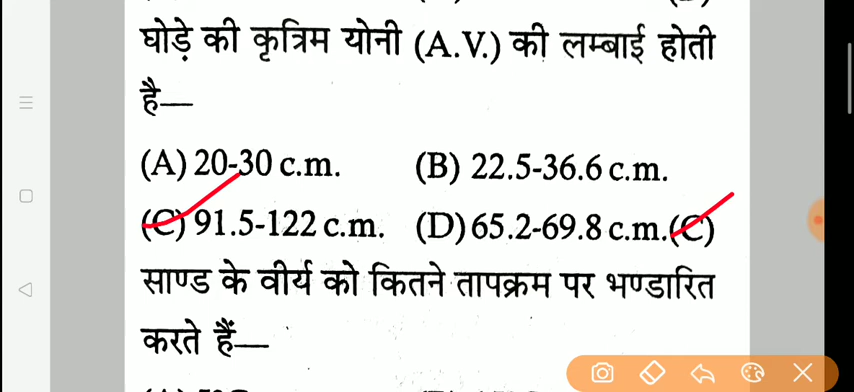 घोड़े की कृत्रिम योनी (A.V.) की लम्बाई होती
है—
(A) 20-30 c.m. (B) 22.5-36.6 c.m.
(C) 91.5-122 c.m. (D) 65.2-69.8 c.m.(C)
साण्ड के वीर्य को कितने तापक्रम पर भण्डारित
करते हैं—